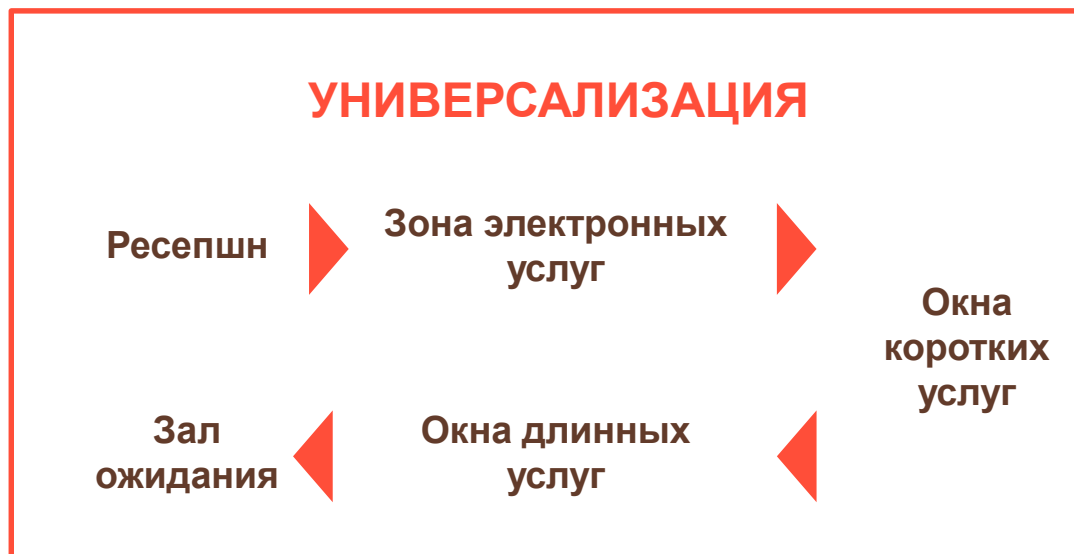 УНИВЕРСАЛИЗАЦИЯ
Ресепшн
Зона электронных
услуг
Окна
коротких
услуг
Окна длинных
услуг
Зал
ожидания